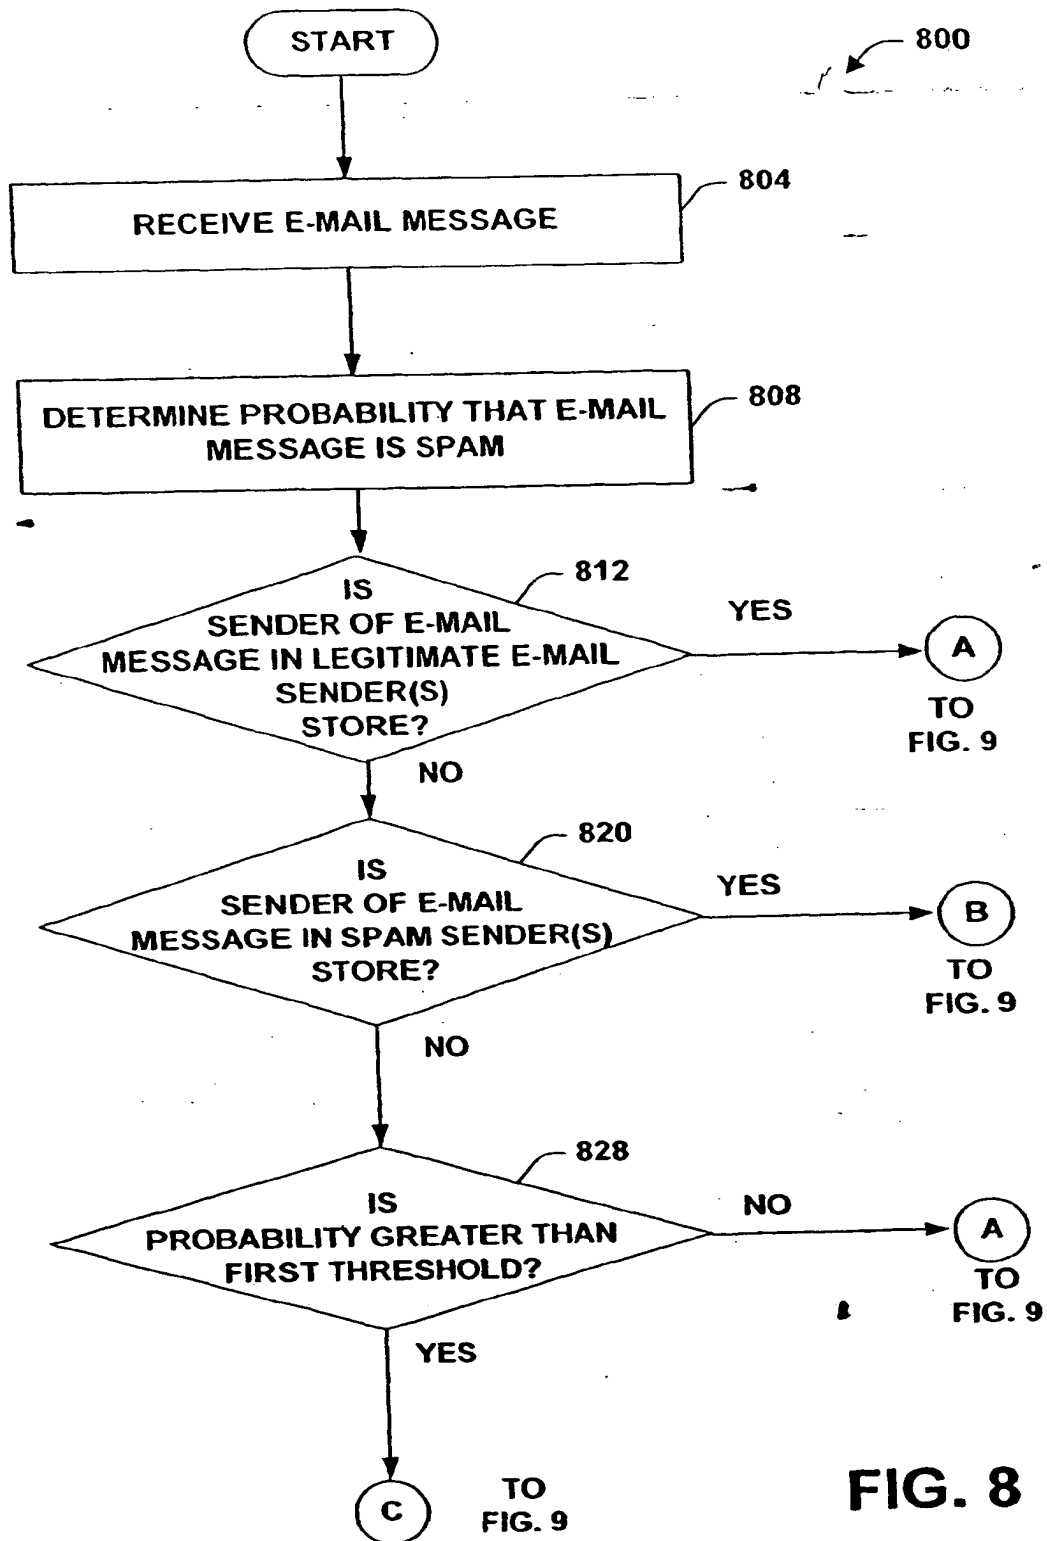 START
800
804
RECEIVE E-MAIL MESSAGE
808
DETERMINE PROBABILITY THAT E-MAIL
MESSAGE IS SPAM
812
IS
SENDER OF E-MAIL
MESSAGE IN LEGITIMATE E-MAIL
SENDER(S)
STORE?
YES
A
TO
FIG. 9
NO
820
IS
SENDER OF E-MAIL
MESSAGE IN SPAM SENDER(S)
STORE?
YES
B
TO
FIG. 9
NO
828
IS
PROBABILITY GREATER THAN
FIRST THRESHOLD?
NO
A
TO
FIG. 9
YES
C
TO
FIG. 9
FIG. 8